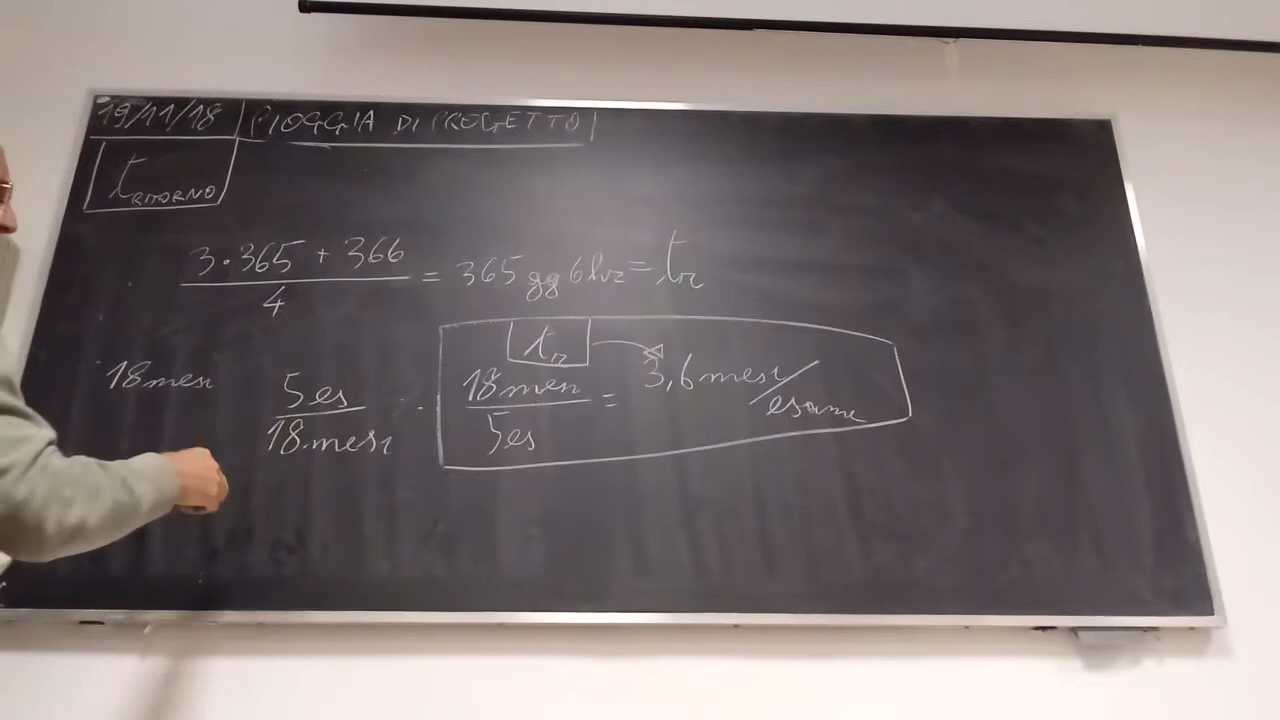 19/11/18 PIOGGIA DI PROGETTO
t RITORNO
3·365 + 366 / 4 = 365 gg 6 hr = tr
tr
18 mesi 5 es / 18 mesi 18 mesi / 5 es = 3,6 mesi / esame